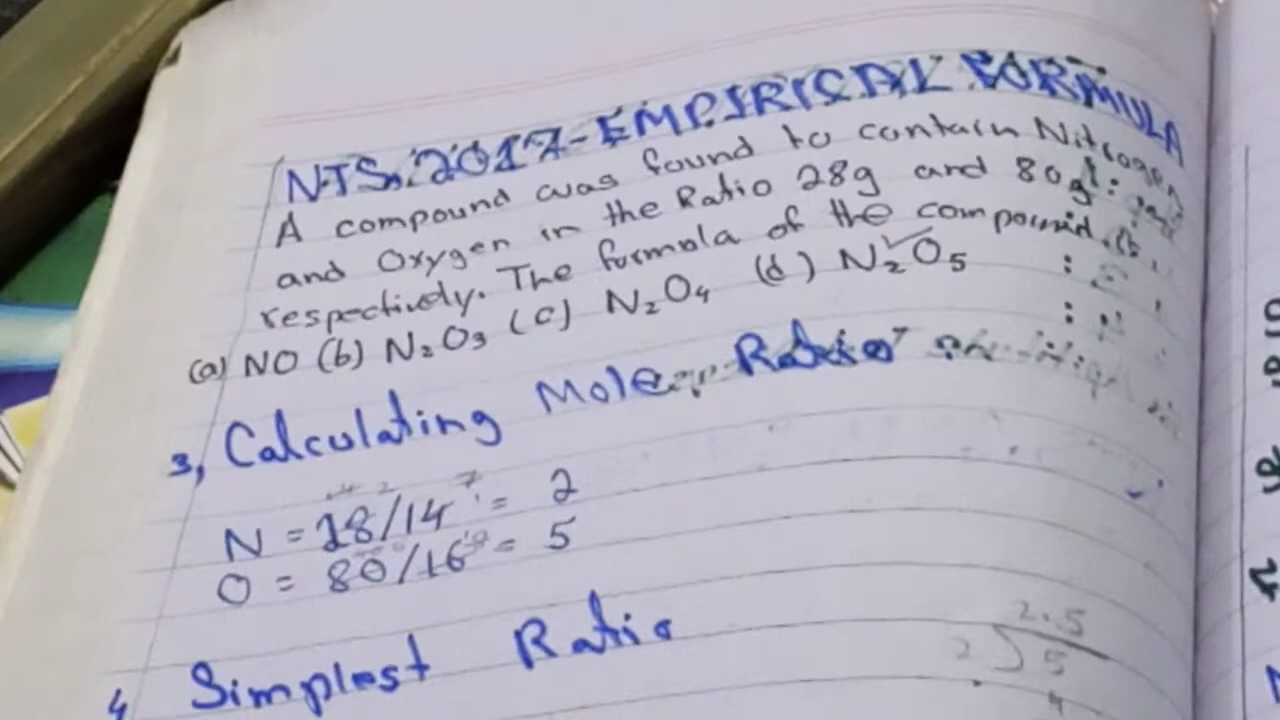 NTS. 2017-EMPIRICAL FORMULA
A compound was found to contain Nitrogen
and Oxygen in the Ratio 28g and 80g
respectively. The formula of the compound.
(a) NO (b) N₂O₃ (c) N₂O₄ (d) N₂O₅
3, Calculating Mole Ratio
N = 28/14 = 2
O = 80/16 = 5
4 Simplest Ratio
2.5
2 5
4